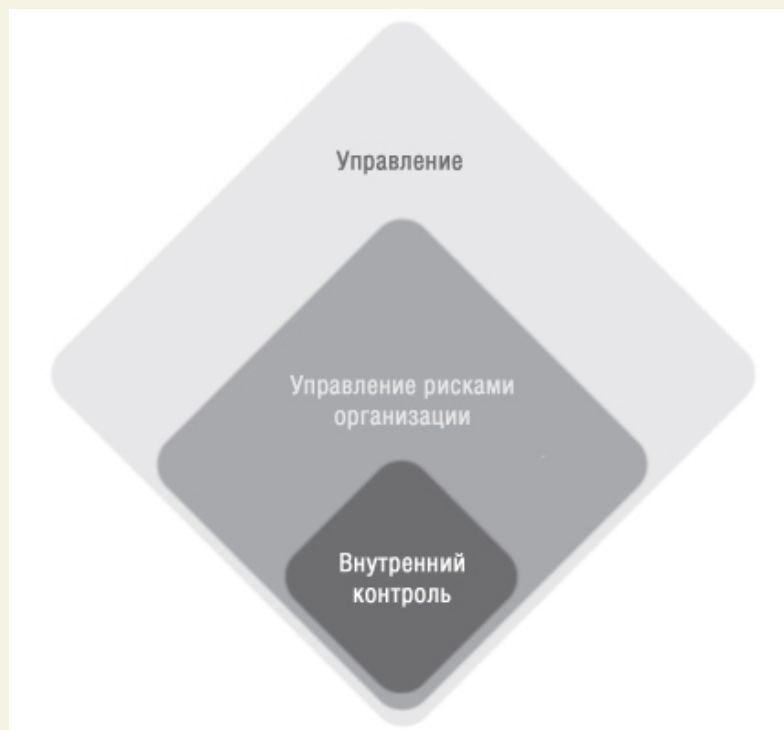 Управление
Управление рисками
организации
Внутренний
контроль